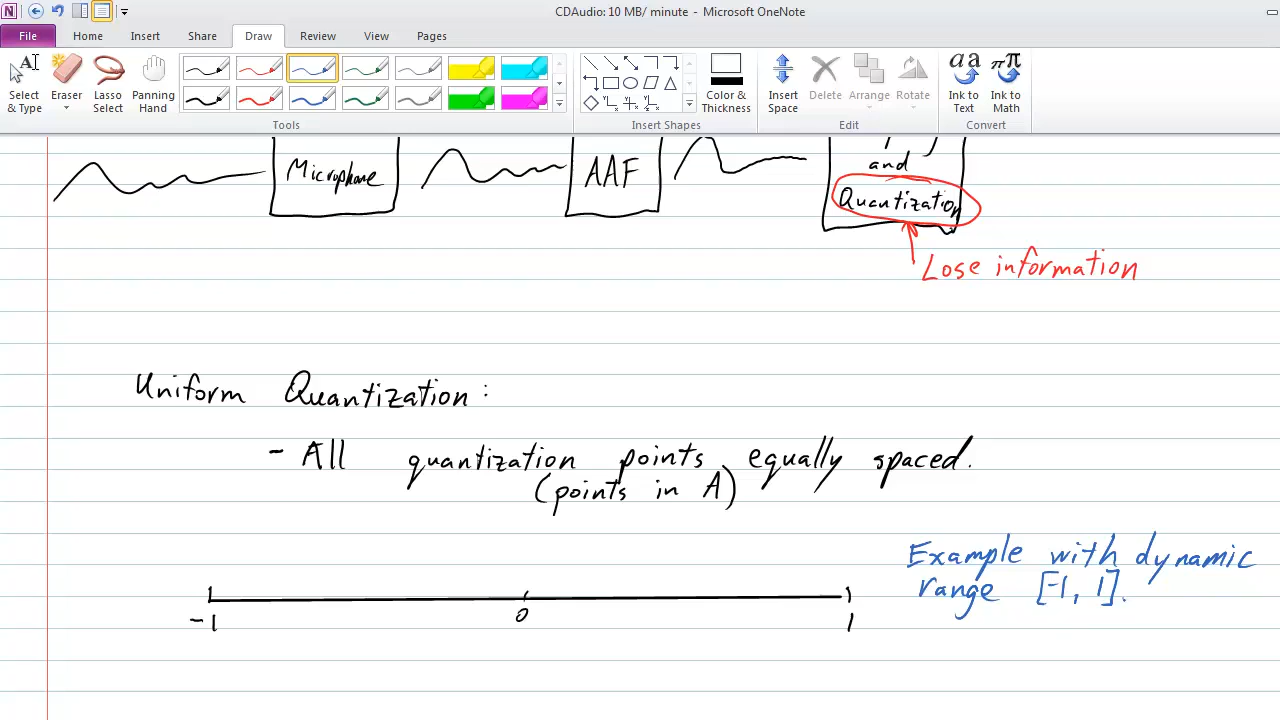 CDAudio: 10 MB/ minute - Microsoft OneNote
File Home Insert Share Draw Review View Pages
Select & Type
Eraser
Lasso Select
Panning Hand
Color & Thickness
Insert Space
Delete
Arrange
Rotate
Ink to Text
Ink to Math
Tools Insert Shapes Edit Convert
Microphone
AAF
and
Quantization
Lose information
Uniform Quantization:
- All quantization points equally spaced.
(points in A)
Example with dynamic
range [-1, 1].
-1 0 1